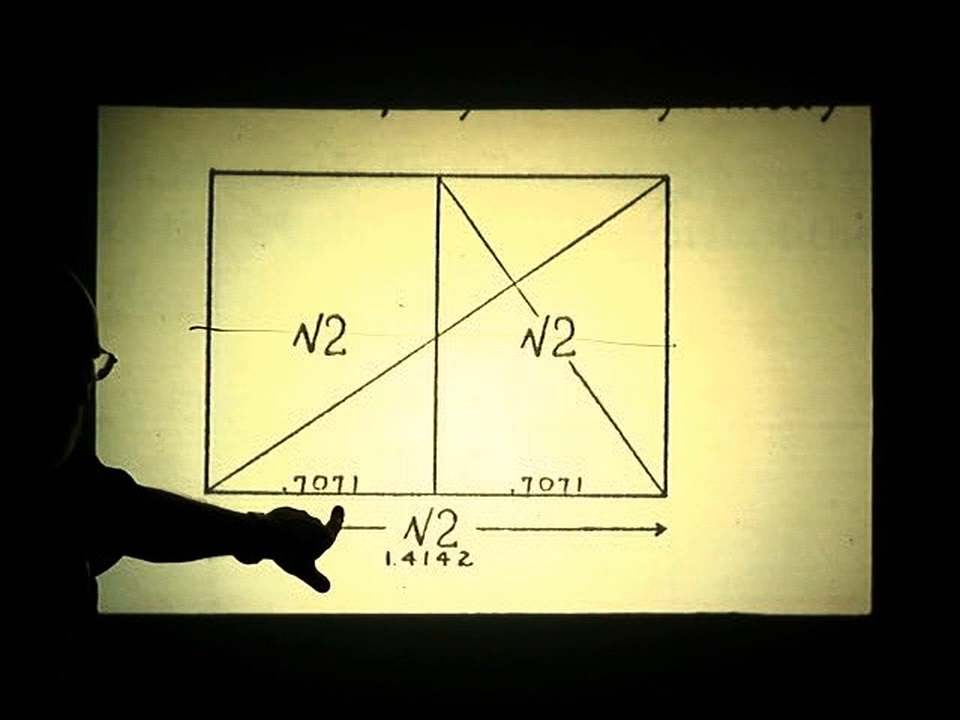 √2 √2
.7071 .7071
√2
1.4142